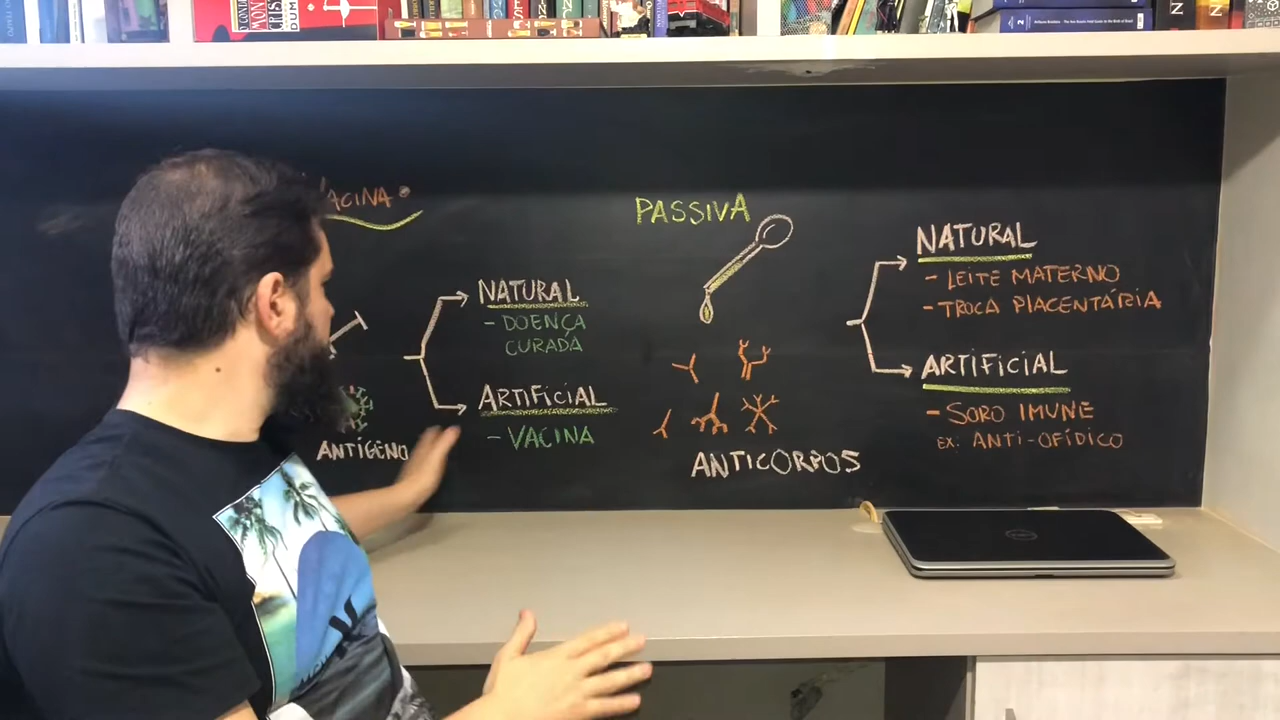 ACINA
NATURAL
- DOENÇA
CURADA
ARTIFICIAL
- VACINA
ANTÍGENO
PASSIVA
ANTICORPOS
NATURAL
- LEITE MATERNO
- TROCA PLACENTÁRIA
ARTIFICIAL
- SORO IMUNE
EX: ANTI-OFÍDICO